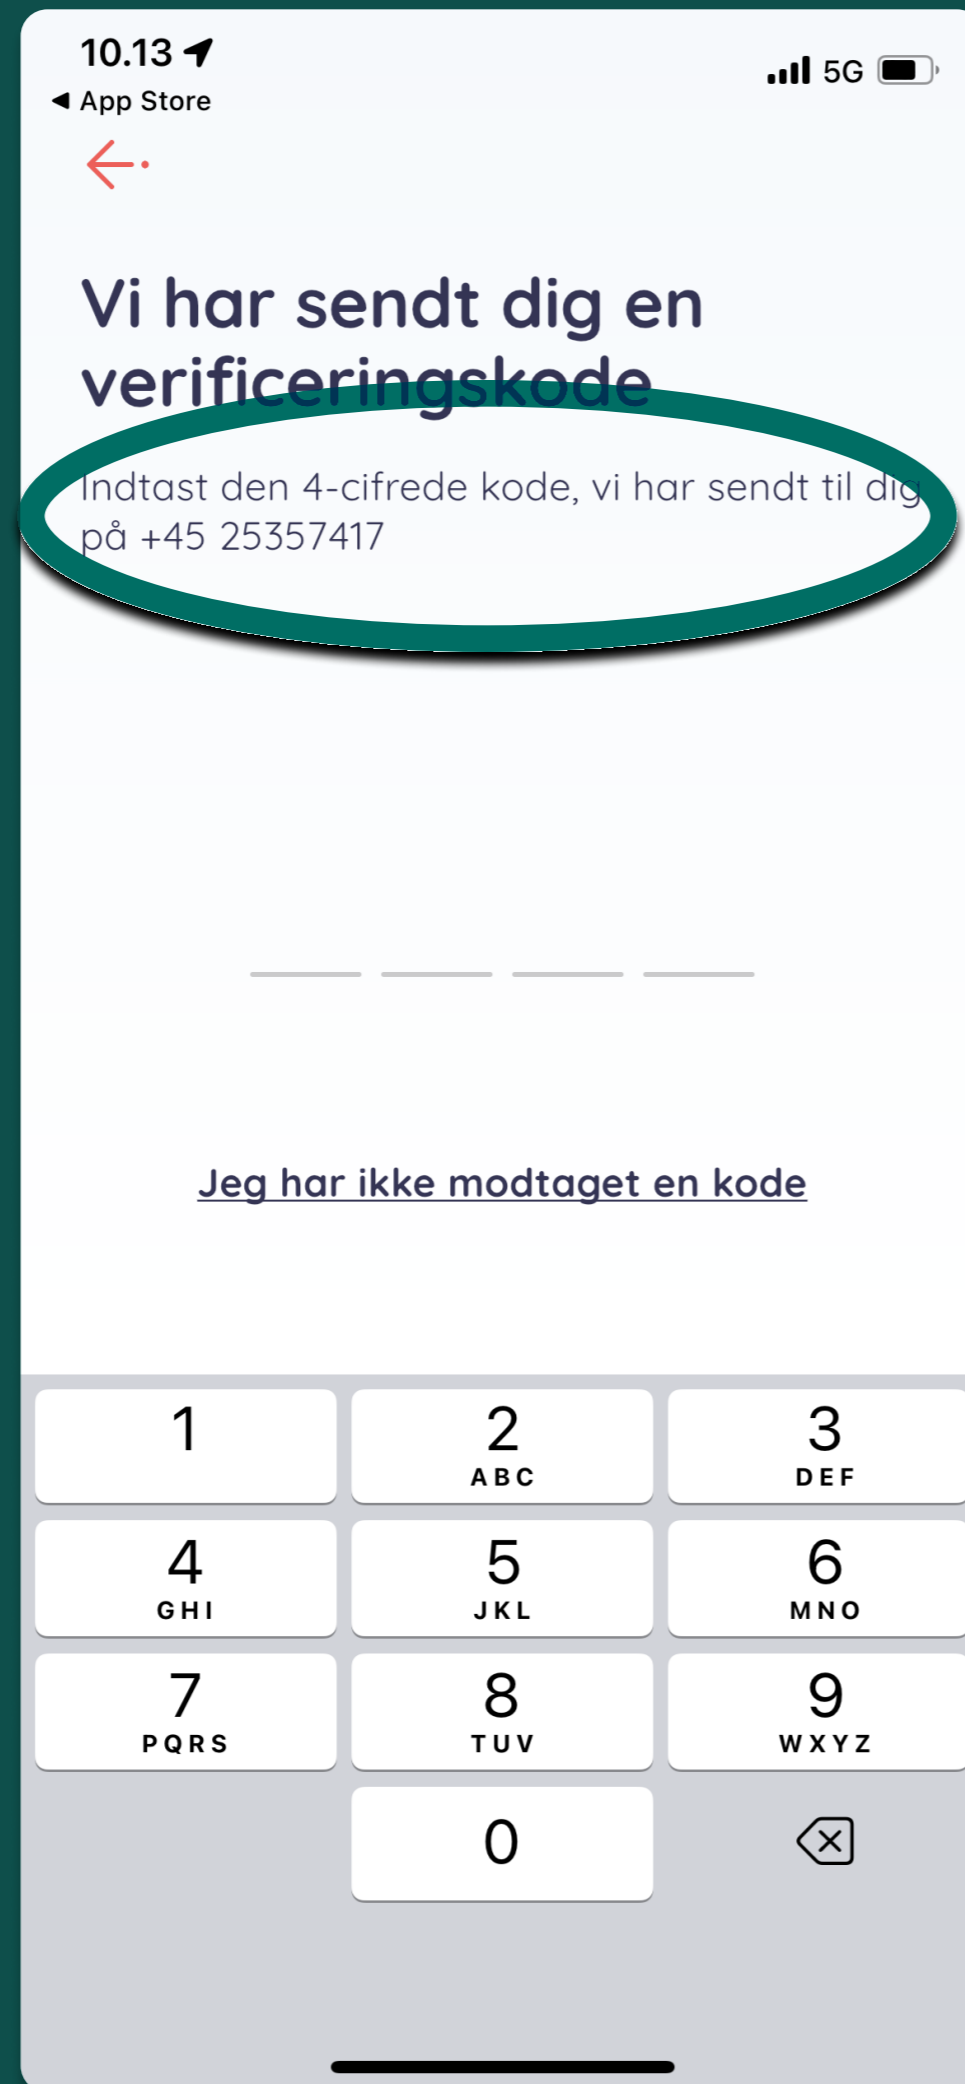 10.13
5G
◀ App Store
Vi har sendt dig en
verificeringskode
Indtast den 4-cifrede kode, vi har sendt til dig
på +45 25357417
Jeg har ikke modtaget en kode
1
2
ABC
3
DEF
4
GHI
5
JKL
6
MNO
7
PQRS
8
TUV
9
WXYZ
0